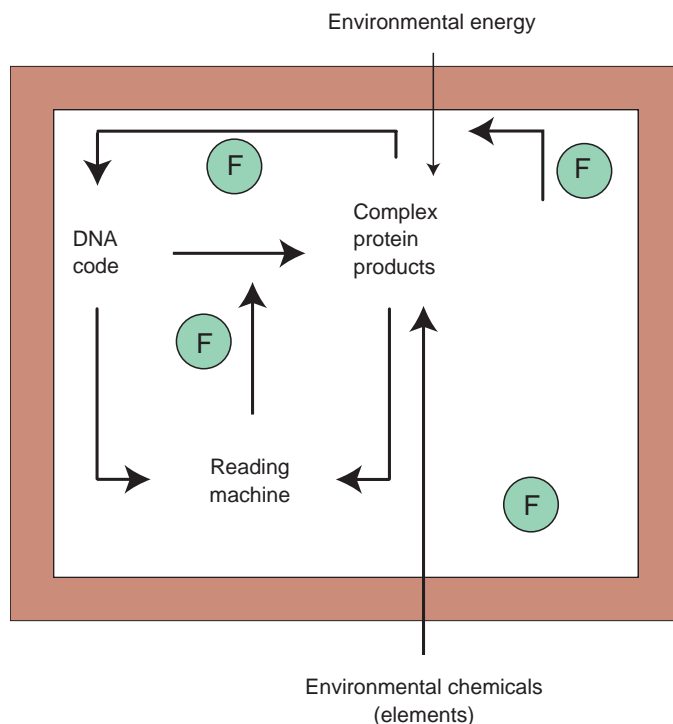 Environmental energy
F
F
DNA
code
Complex
protein
products
F
Reading
machine
F
Environmental chemicals
(elements)